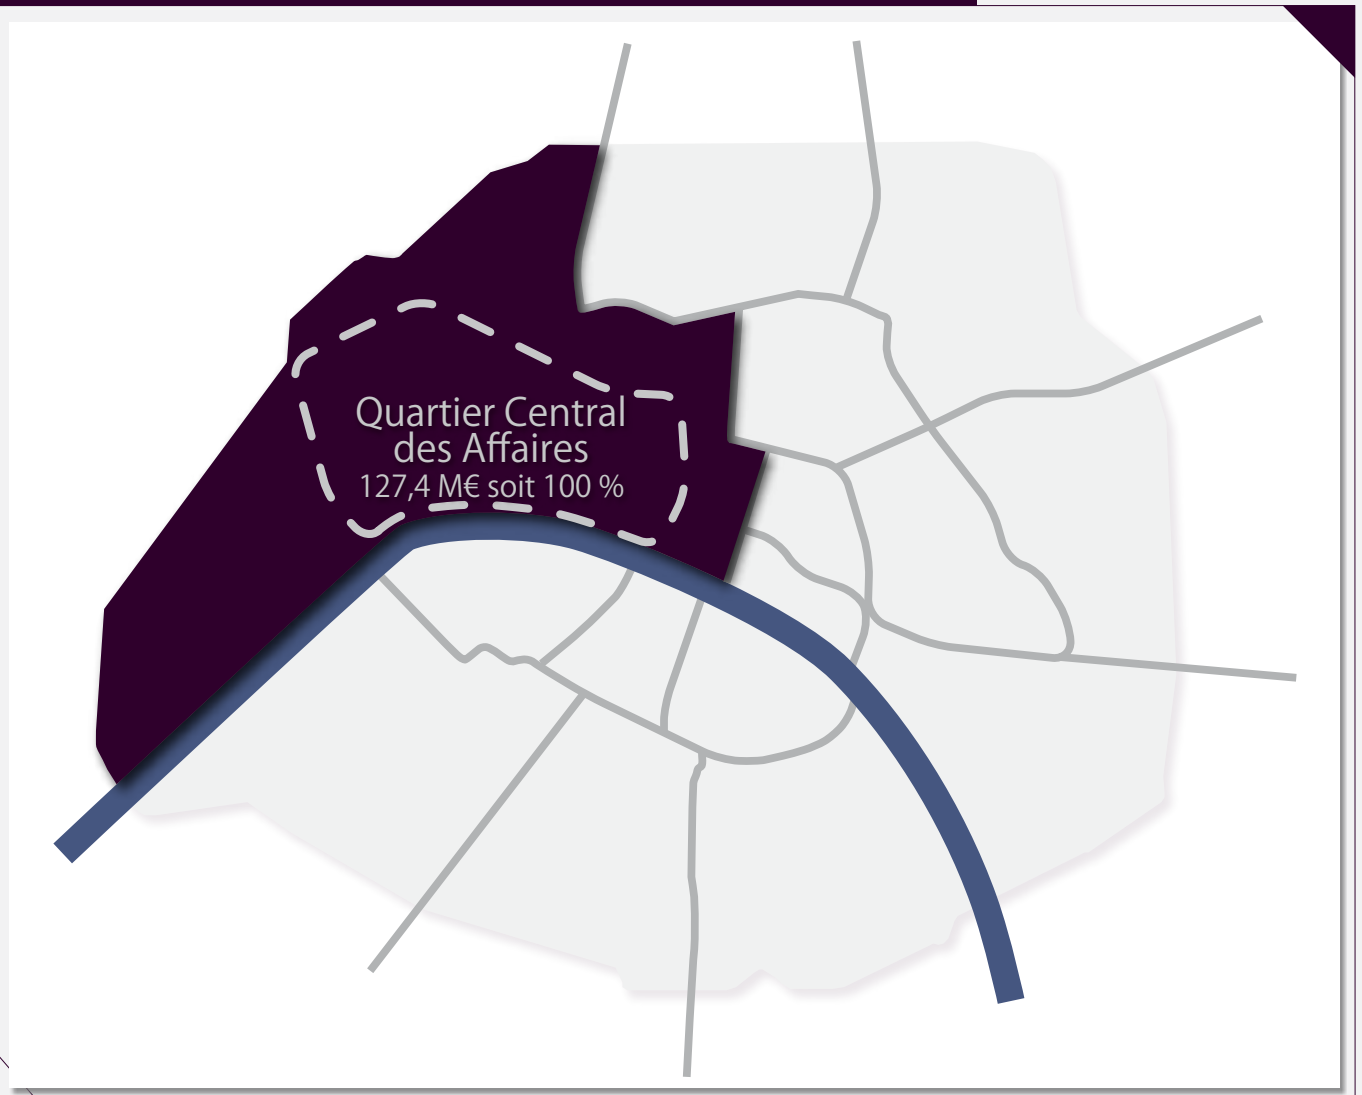 Quartier Central
des Affaires
127,4 M€ soit 100 %